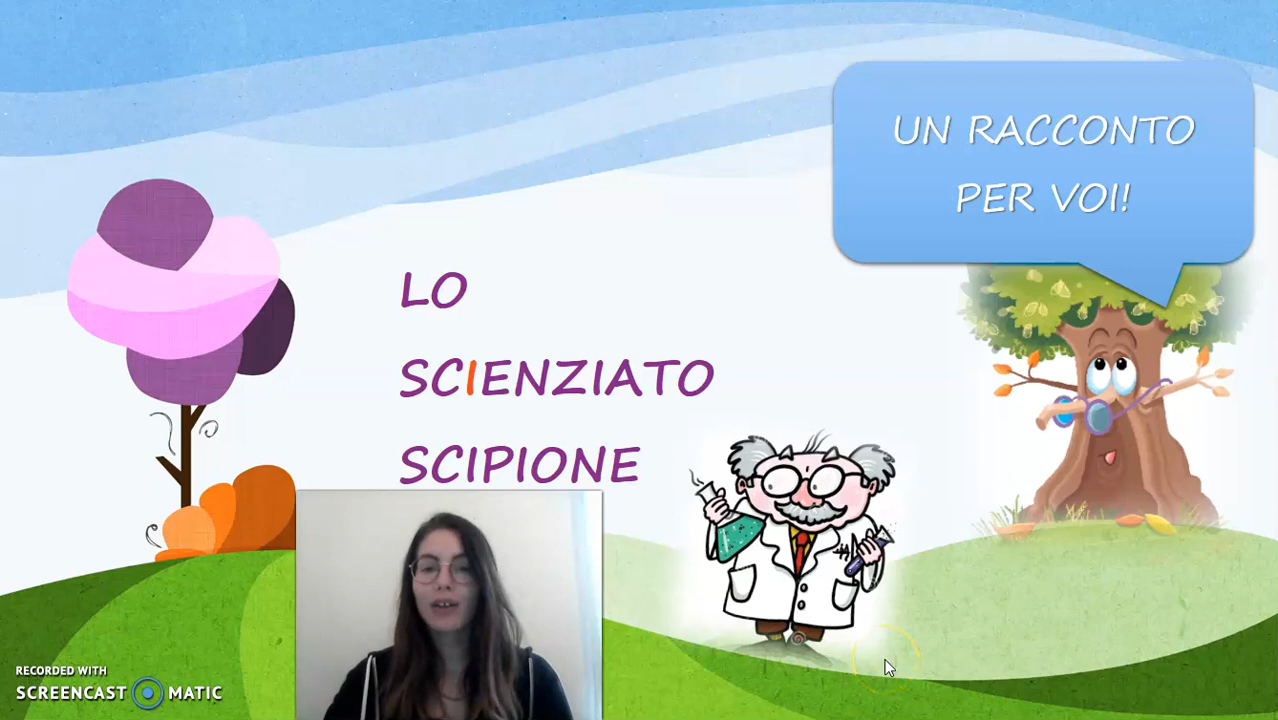 UN RACCONTO
PER VOI!
LO
SCIENZIATO
SCIPIONE
RECORDED WITH
SCREENCAST MATIC